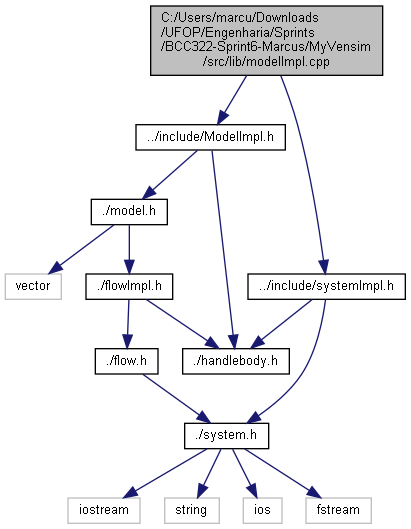 C:/Users/marcu/Downloads
/UFOP/Engenharia/Sprints
/BCC322-Sprint6-Marcus/MyVensim
/src/lib/modelImpl.cpp
../include/ModelImpl.h
./model.h
vector
./flowImpl.h
../include/systemImpl.h
./flow.h
./handlebody.h
./system.h
iostream
string
ios
fstream